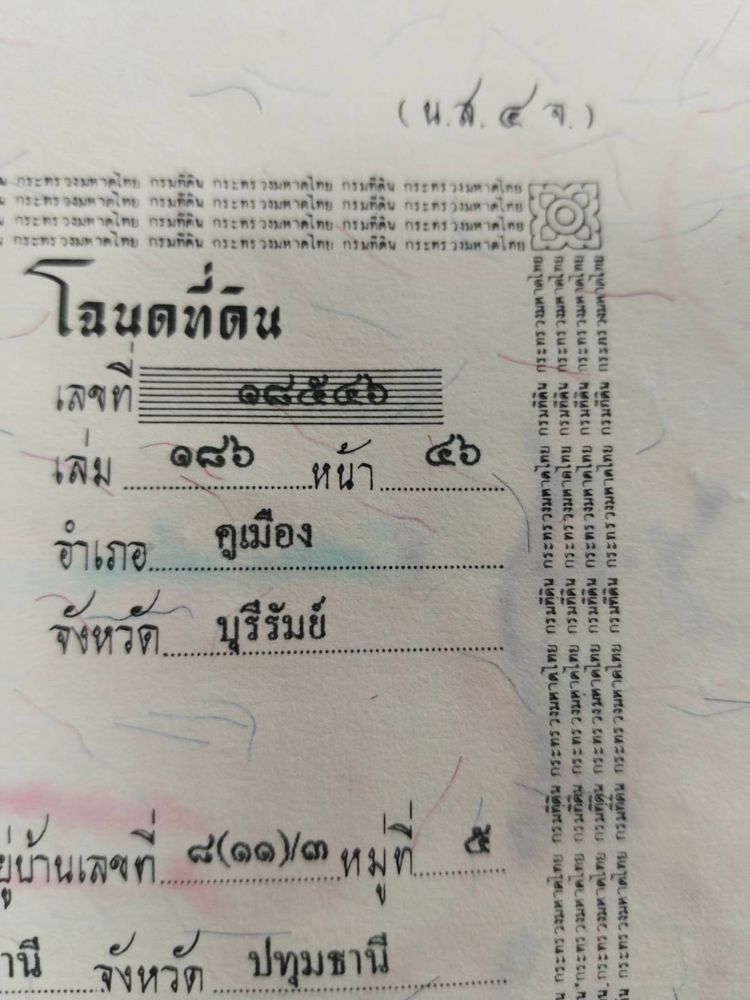 (น.ส. ๔ จ.)
กระทรวงมหาดไทย กรมที่ดิน กระทรวงมหาดไทย กรมที่ดิน กระทรวงมหาดไทย
กระทรวงมหาดไทย กรมที่ดิน กระทรวงมหาดไทย กรมที่ดิน กระทรวงมหาดไทย
กระทรวงมหาดไทย กรมที่ดิน กระทรวงมหาดไทย กรมที่ดิน กระทรวงมหาดไทย
กระทรวงมหาดไทย กรมที่ดิน กระทรวงมหาดไทย กรมที่ดิน กระทรวงมหาดไทย
โฉนดที่ดิน
เลขที่ ๑๘๕๔๖
เล่ม ๑๘๖ หน้า ๔๖
อำเภอ คูเมือง
จังหวัด บุรีรัมย์
ยู่บ้านเลขที่ ๘(๑๑)/๓ หมู่ที่ ๕
านี จังหวัด ปทุมธานี